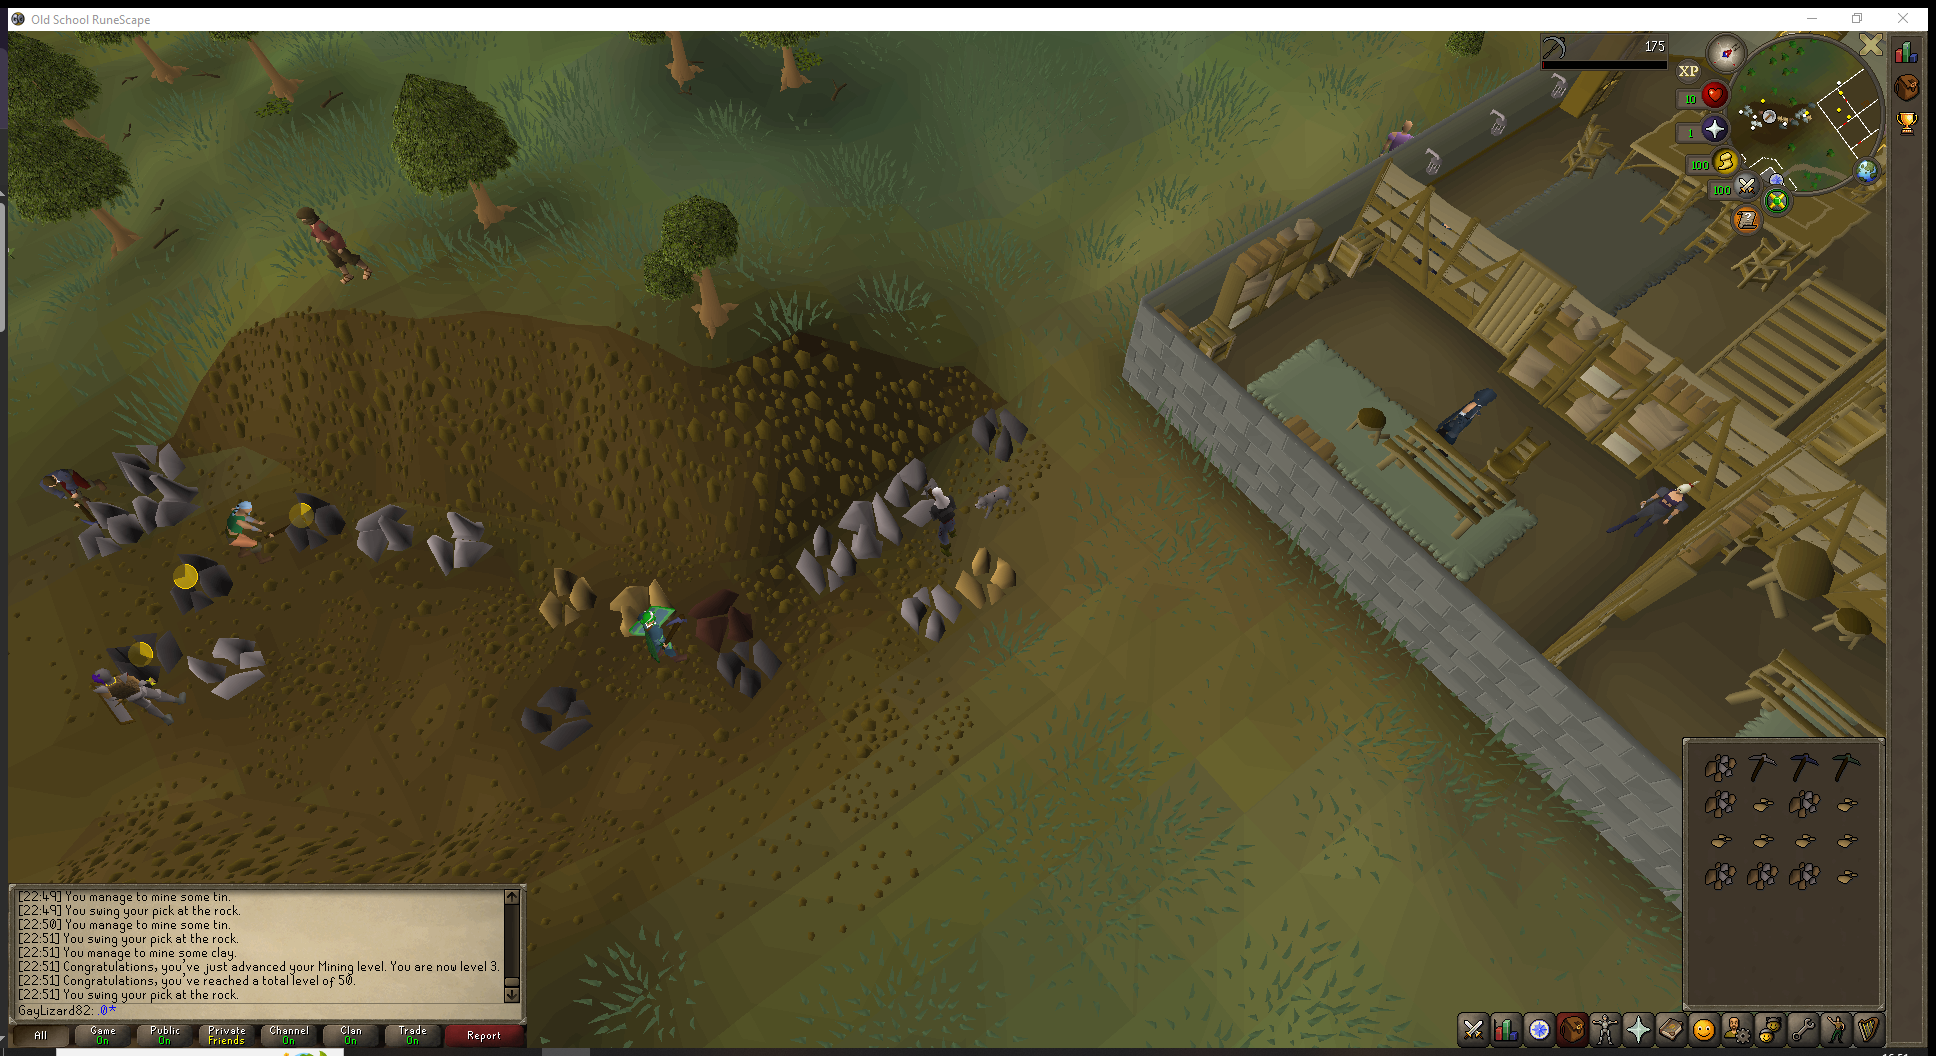 Old School RuneScape
175
XP
10
1
100
100
[22:49] You manage to mine some tin.
[22:49] You swing your pick at the rock.
[22:50] You manage to mine some tin.
[22:51] You swing your pick at the rock.
[22:51] You manage to mine some clay.
[22:51] Congratulations, you've just advanced your Mining level. You are now level 3.
[22:51] Congratulations, you've reached a total level of 50.
[22:51] You swing your pick at the rock.
GayLizard82: .0*
All
Game
On
Public
On
Private
Friends
Channel
On
Clan
On
Trade
On
Report